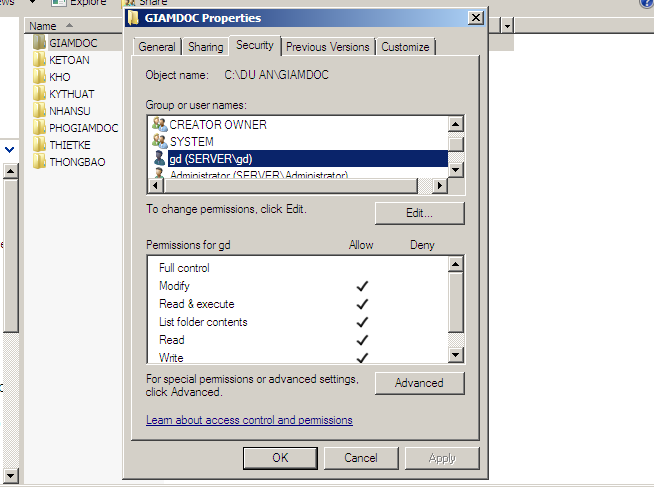 Explore
Share
Name
GIAMDOC
KETOAN
KHO
KYTHUAT
NHANSU
PHOGIAMDOC
THIETKE
THONGBAO
GIAMDOC Properties
General
Sharing
Security
Previous Versions
Customize
Object name: C:\DU AN\GIAMDOC
Group or user names:
CREATOR OWNER
SYSTEM
gd (SERVER\gd)
Administrator (SERVER\Administrator)
To change permissions, click Edit.
Edit...
Permissions for gd Allow Deny
Full control
Modify
Read & execute
List folder contents
Read
Write
For special permissions or advanced settings,
click Advanced.
Advanced
Learn about access control and permissions
OK
Cancel
Apply